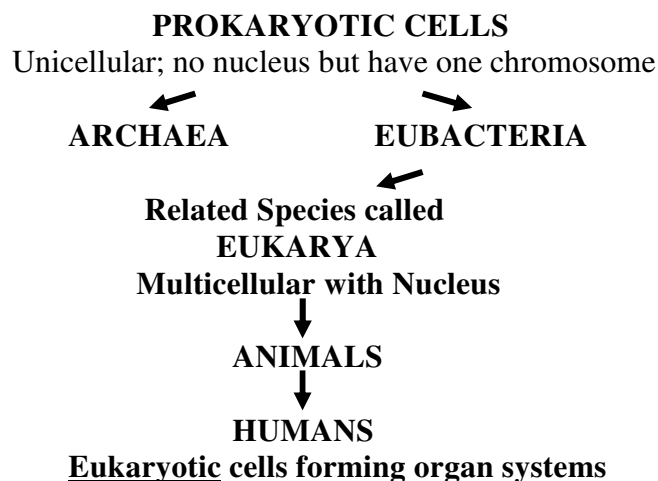 PROKARYOTIC CELLS
Unicellular; no nucleus but have one chromosome
ARCHAEA EUBACTERIA
Related Species called
EUKARYA
Multicellular with Nucleus
ANIMALS
HUMANS
Eukaryotic cells forming organ systems